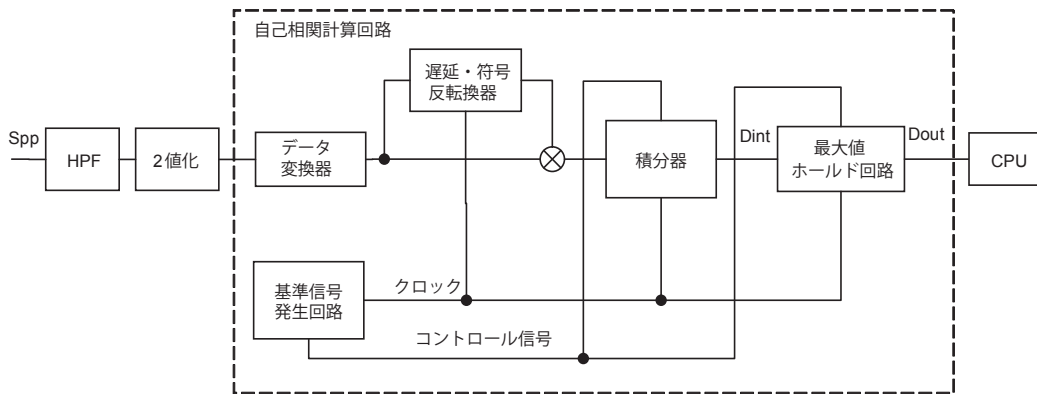 自己相関計算回路
遅延・符号
反転換器
Spp
HPF
2値化
データ
変換器
積分器
Dint
最大値
ホールド回路
Dout
CPU
基準信号
発生回路
クロック
コントロール信号